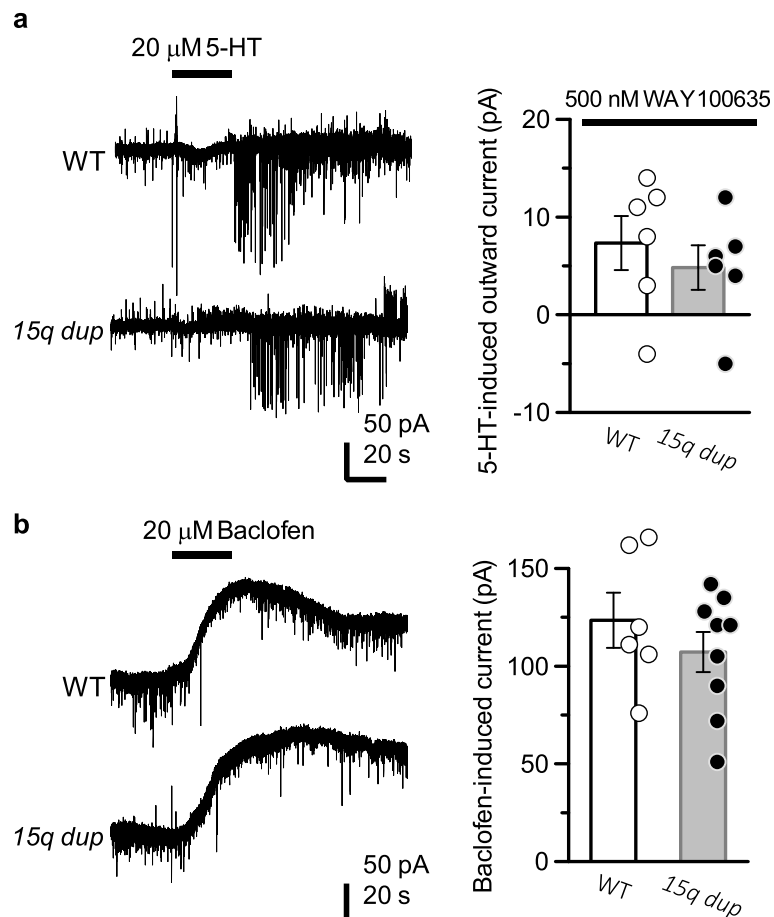 a
20 μM 5-HT
WT
15q dup
50 pA
20 s
500 nM WAY100635
5-HT-induced outward current (pA)
20
10
0
-10
WT
15q dup
b
20 μM Baclofen
WT
15q dup
50 pA
20 s
Baclofen-induced current (pA)
150
100
50
0
WT
15q dup